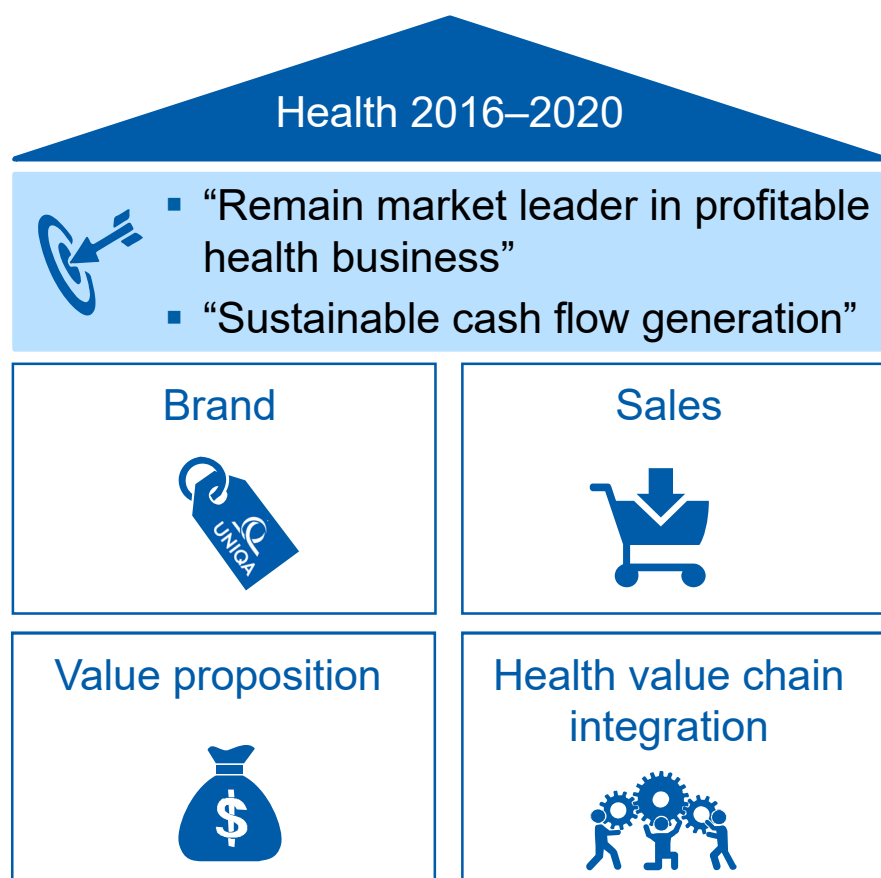 Health 2016–2020
▪ “Remain market leader in profitable
health business”
▪ “Sustainable cash flow generation”
Brand
Sales
UNIQA
Value proposition
Health value chain
integration
$